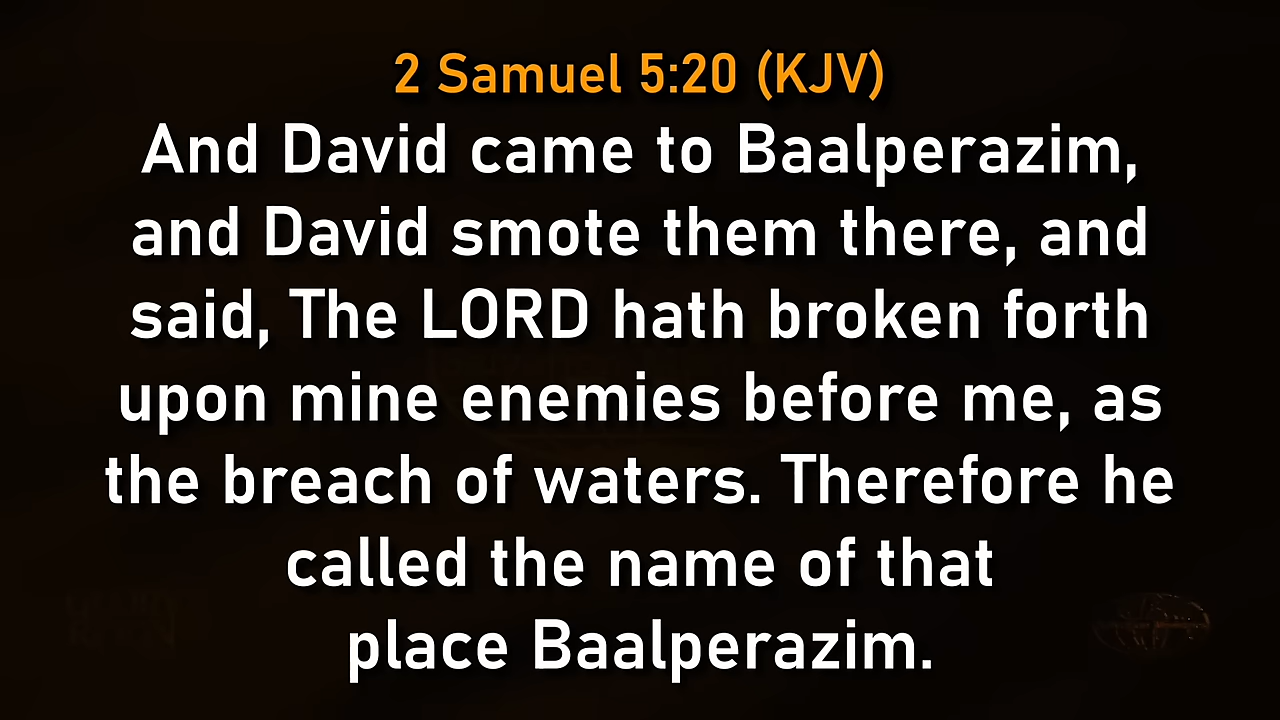 2 Samuel 5:20 (KJV)
And David came to Baalperazim,
and David smote them there, and
said, The LORD hath broken forth
upon mine enemies before me, as
the breach of waters. Therefore he
called the name of that
place Baalperazim.